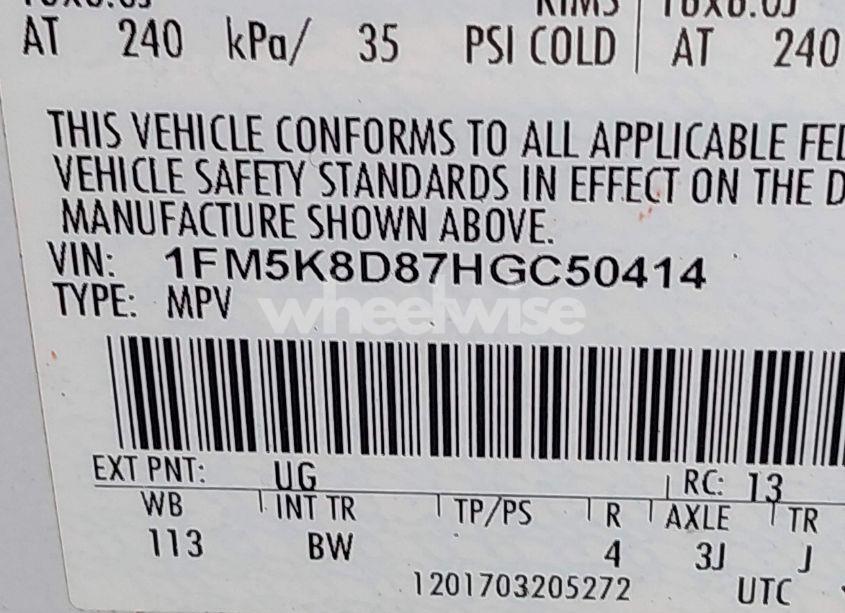 AT 240 kPa/ 35 PSI COLD AT 240
THIS VEHICLE CONFORMS TO ALL APPLICABLE FED
VEHICLE SAFETY STANDARDS IN EFFECT ON THE D
MANUFACTURE SHOWN ABOVE.
VIN: 1FM5K8D87HGC50414
TYPE: MPV
wheelwise
EXT PNT: UG RC: 13
WB INT TR TP/PS R AXLE TR
113 BW 4 3J J
1201703205272 UTC